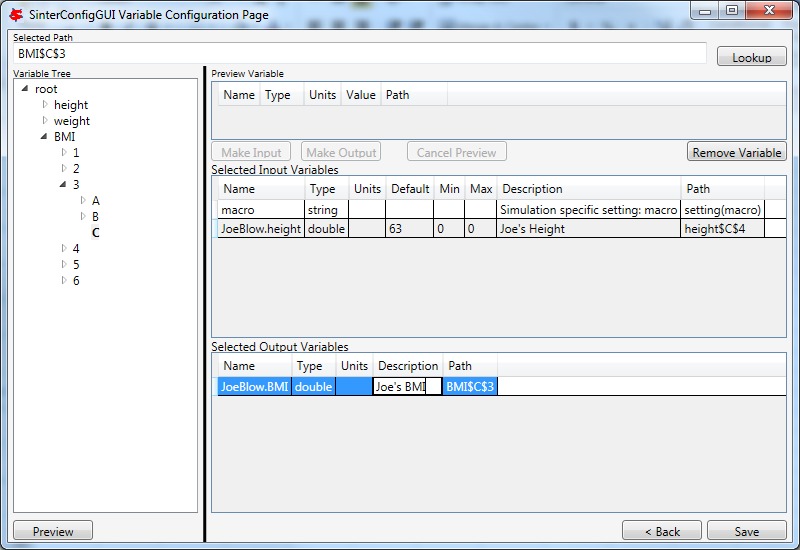 SinterConfigGUI Variable Configuration Page
Selected Path
BMI$C$3
Lookup
Variable Tree
root
height
weight
BMI
1
2
3
A
B
C
4
5
6
Preview
Preview Variable
Name Type Units Value Path
Make Input Make Output Cancel Preview Remove Variable
Selected Input Variables
Name Type Units Default Min Max Description Path
macro string Simulation specific setting: macro setting(macro)
JoeBlow.height double 63 0 0 Joe's Height height$C$4
Selected Output Variables
Name Type Units Description Path
JoeBlow.BMI double Joe's BMI BMI$C$3
< Back Save